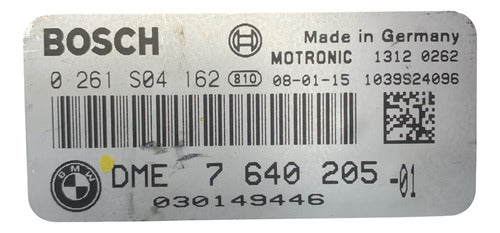 BOSCH
Made in Germany
MOTRONIC 1312 0262
0 261 S04 162 810 08-01-15 1039S24096
BMW
DME 7 640 205-01
030149446